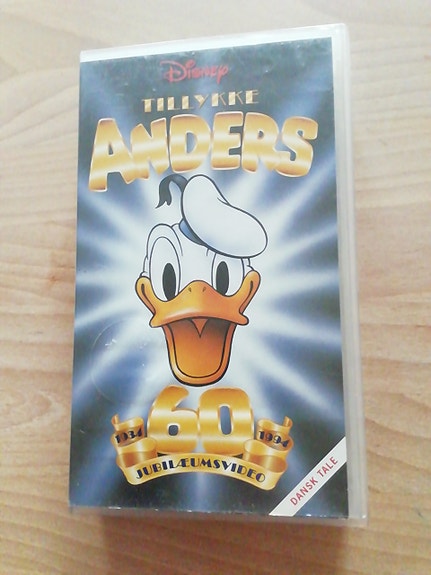 Disney
TILLYKKE
ANDERS
60
1934 1994
JUBILÆUMSVIDEO
DANSK TALE